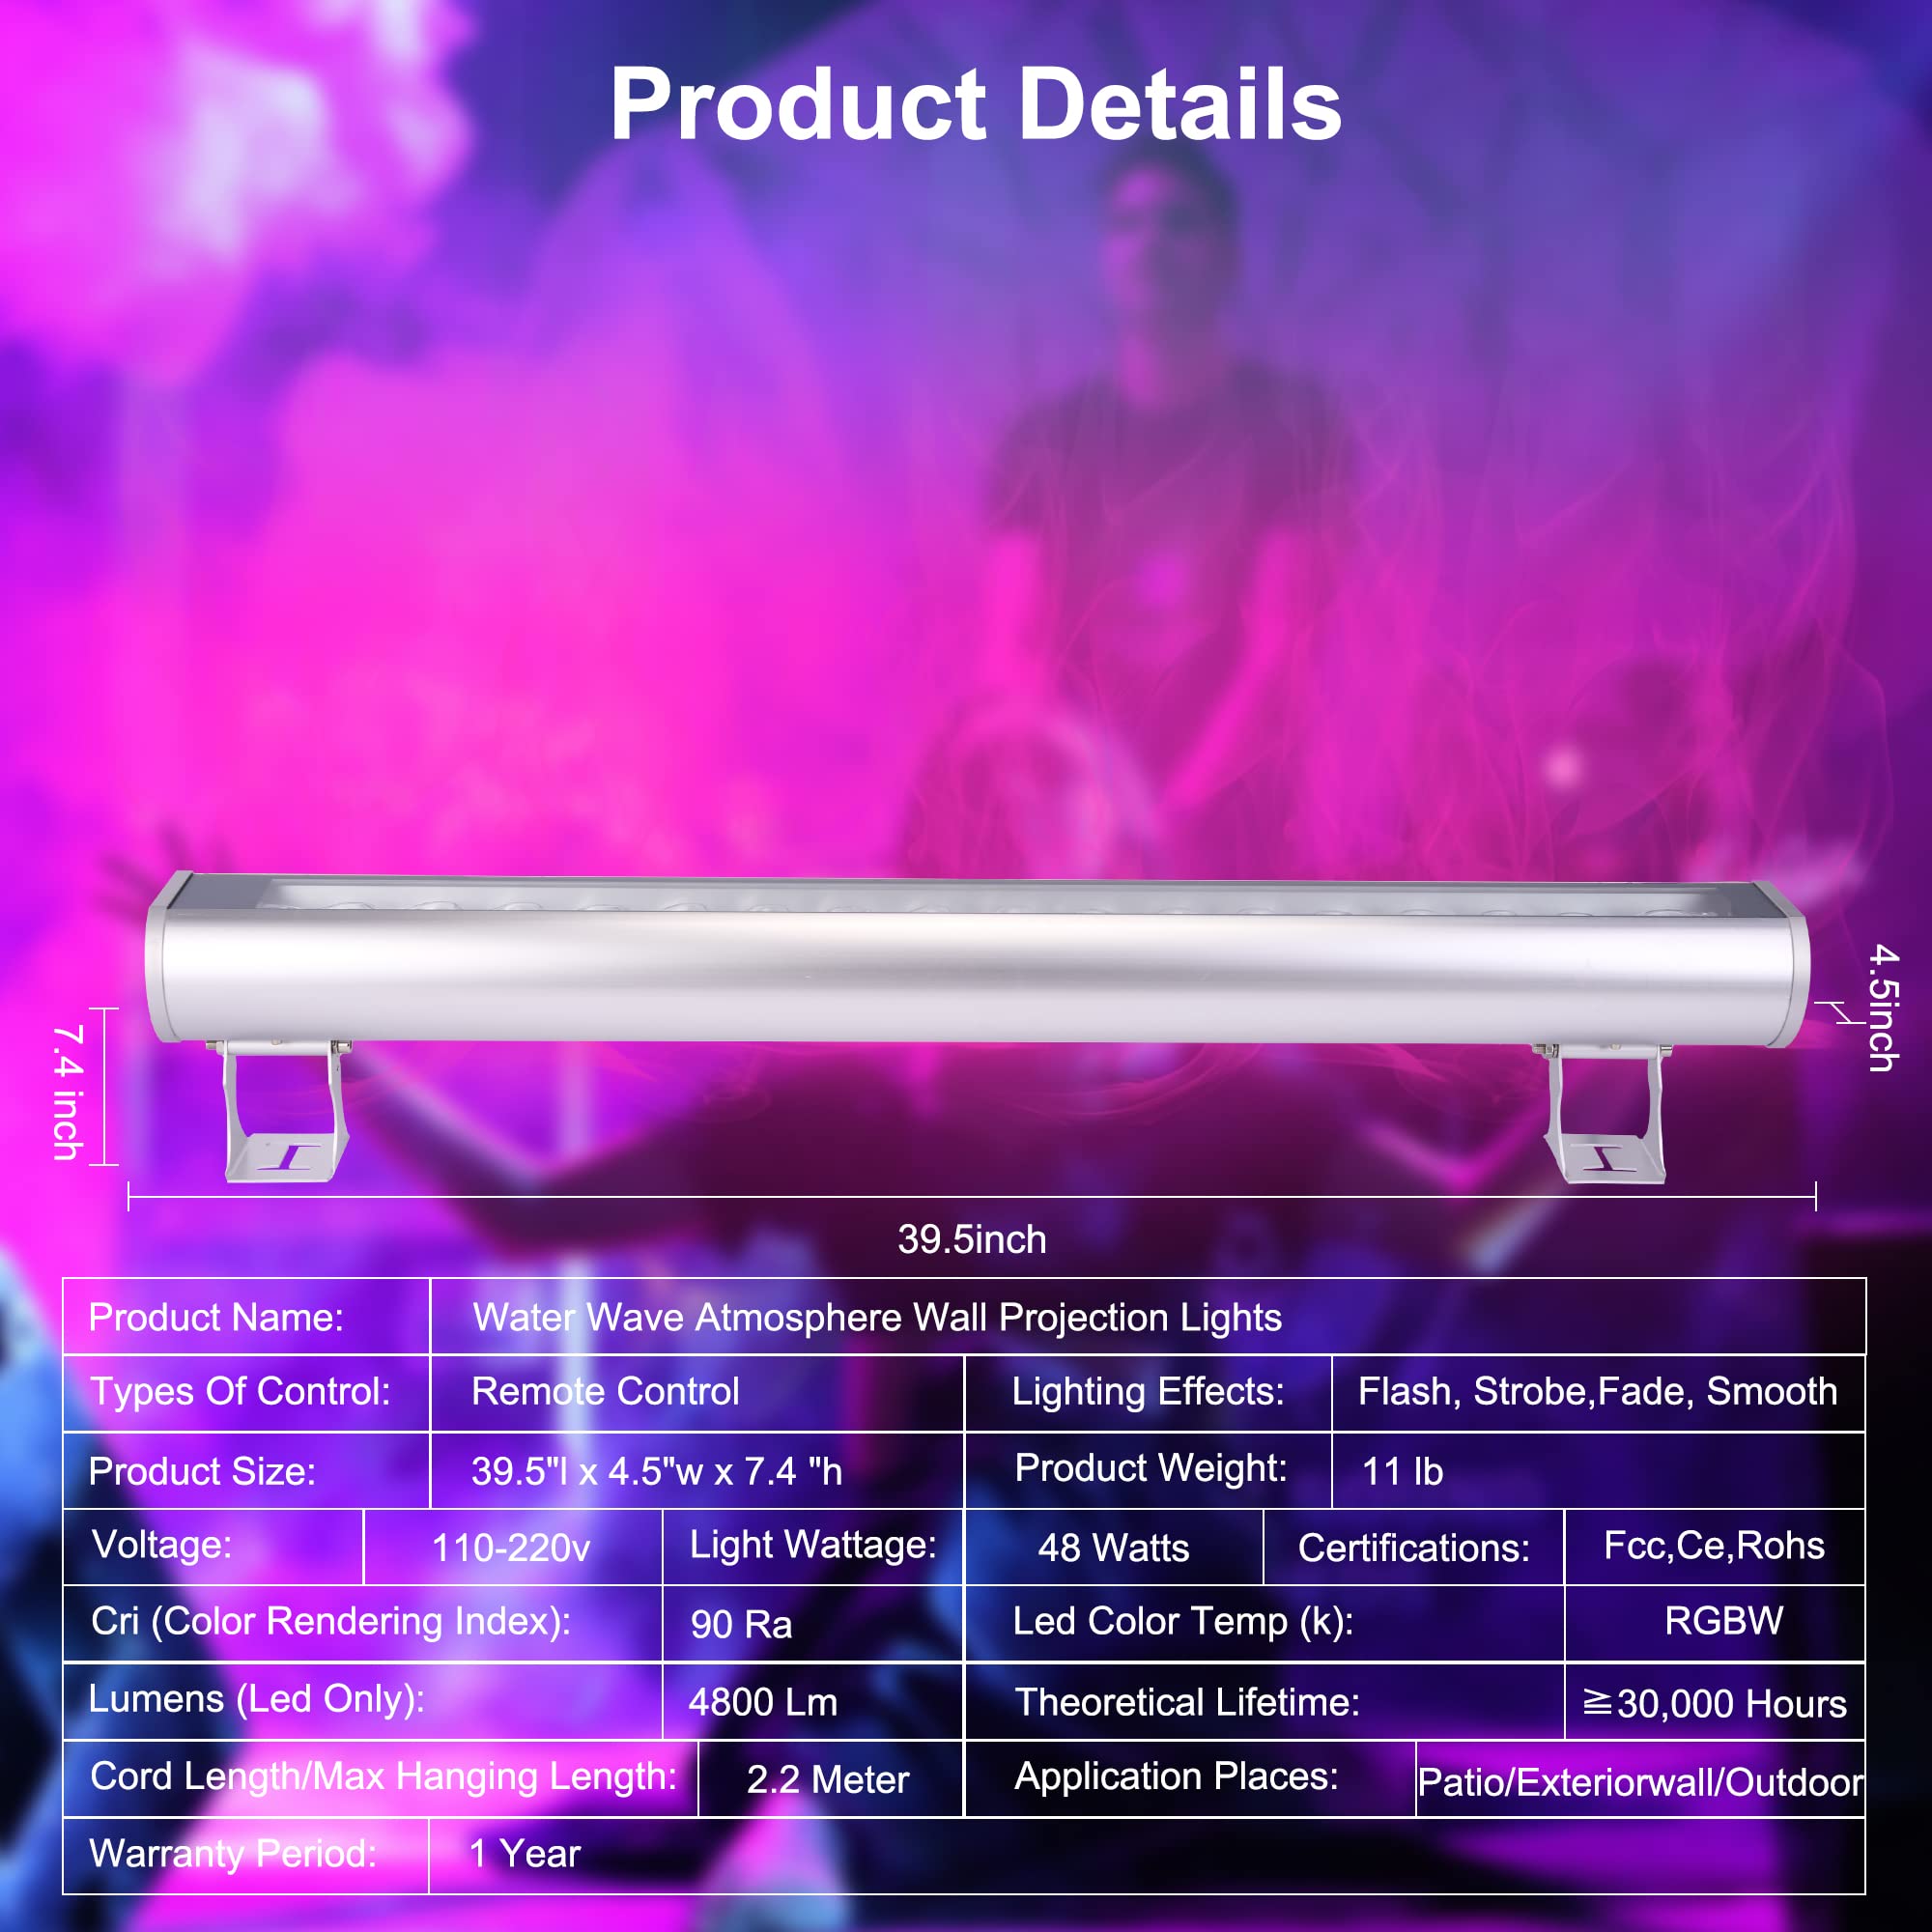 Product Details
7.4 inch
4.5inch
39.5inch
Product Name: Water Wave Atmosphere Wall Projection Lights
Types Of Control: Remote Control Lighting Effects: Flash, Strobe,Fade, Smooth
Product Size: 39.5"l x 4.5"w x 7.4 "h Product Weight: 11 lb
Voltage: 110-220v Light Wattage: 48 Watts Certifications: Fcc,Ce,Rohs
Cri (Color Rendering Index): 90 Ra Led Color Temp (k): RGBW
Lumens (Led Only): 4800 Lm Theoretical Lifetime: ≧30,000 Hours
Cord Length/Max Hanging Length: 2.2 Meter Application Places: Patio/Exteriorwall/Outdoor
Warranty Period: 1 Year